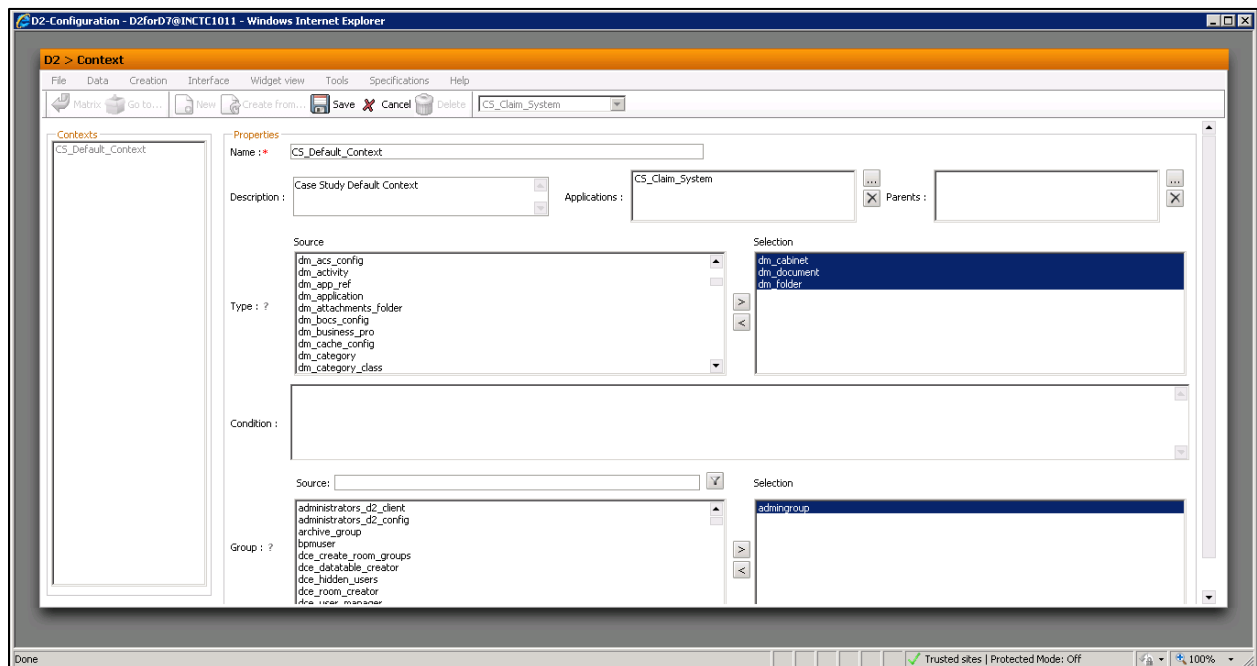 D2-Configuration - D2forD7@INCTC1011 - Windows Internet Explorer
D2 > Context
File Data Creation Interface Widget view Tools Specifications Help
Matrix Go to... New Create from... Save Cancel Delete CS_Claim_System
Contexts
CS_Default_Context
Properties
Name :* CS_Default_Context
Description : Case Study Default Context Applications : CS_Claim_System ... Parents : ...
Source Selection
dm_acs_config
dm_activity
dm_app_ref
dm_application
dm_attachments_folder
dm_bocs_config
dm_business_pro
dm_cache_config
dm_category
dm_category_class
Type : ?
>
<
dm_cabinet
dm_document
dm_folder
Condition :
Source: Selection
administrators_d2_client
administrators_d2_config
archive_group
bpmuser
dce_create_room_groups
dce_datatable_creator
dce_hidden_users
dce_room_creator
dce_user_manager
Group : ?
>
<
admingroup
Done Trusted sites | Protected Mode: Off 100%